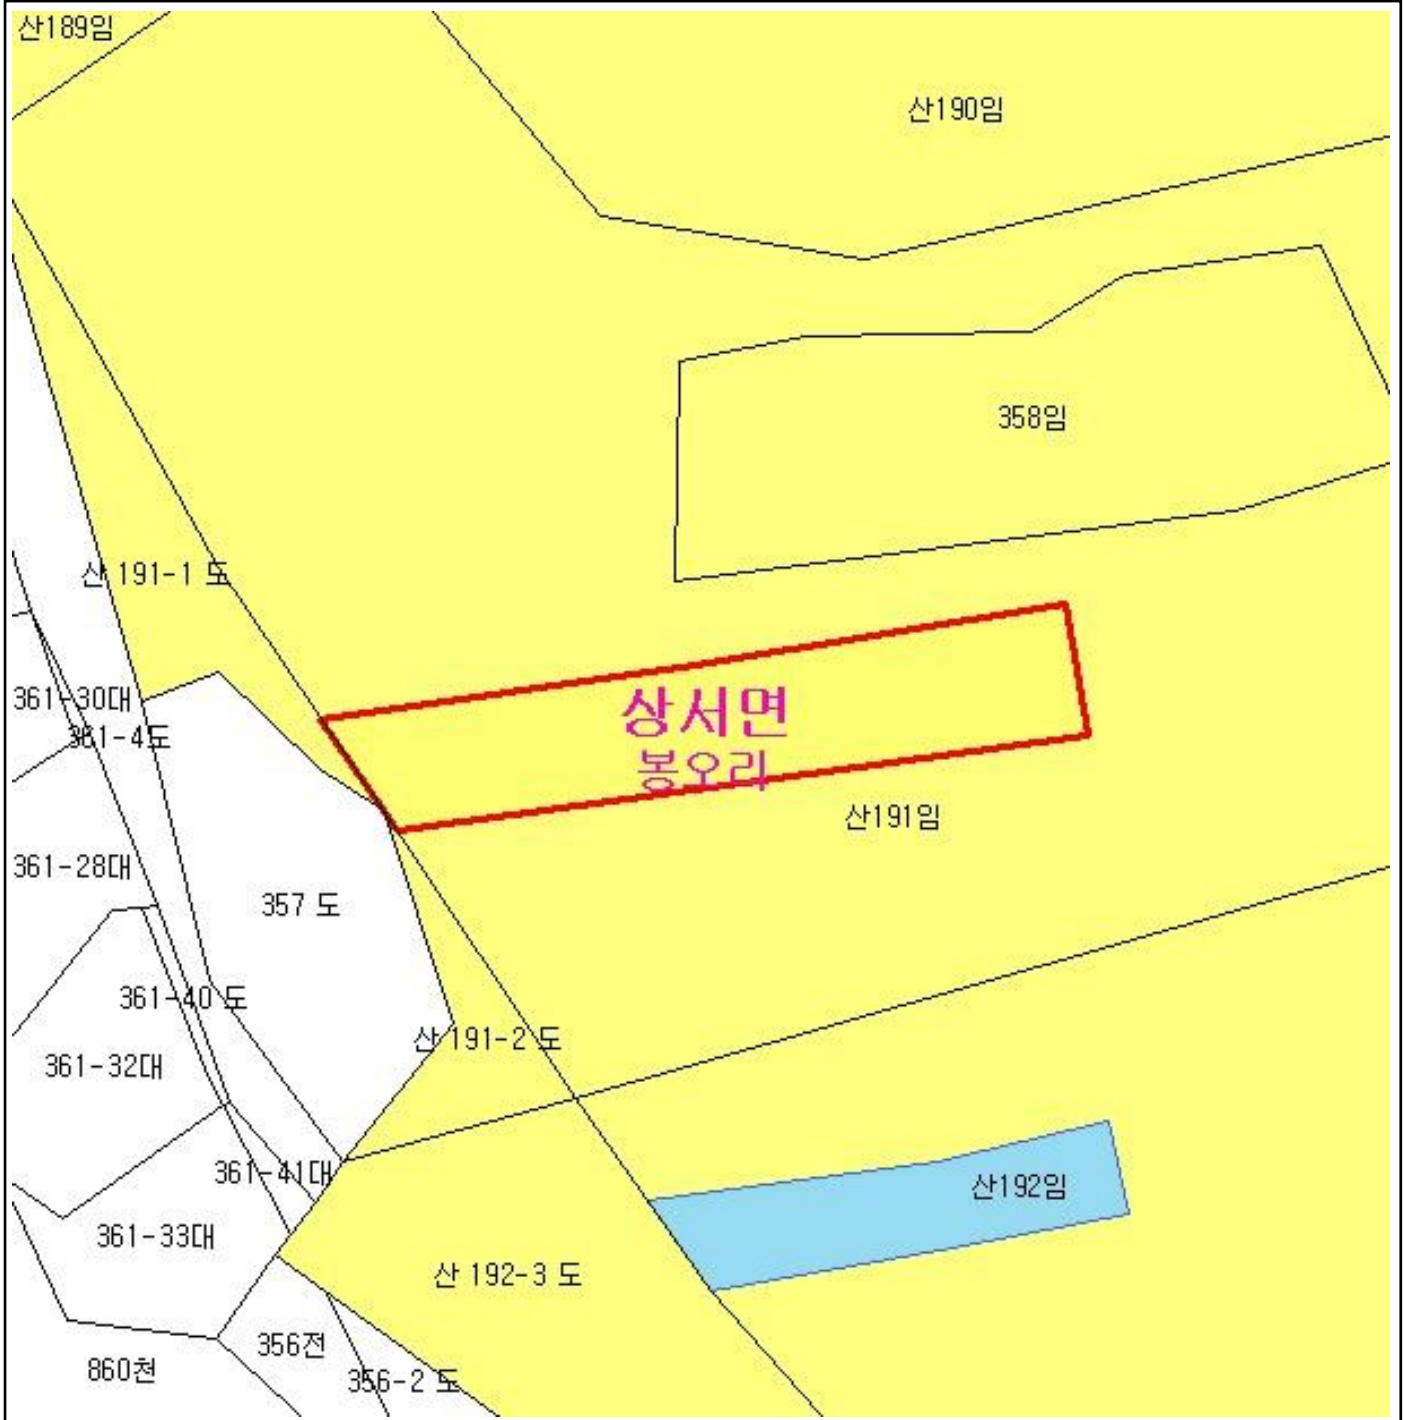 산189임
산190임
358임
산 191-1 도
361-30대
상서면
361-4도
봉오리
산191임
361-28대
357 도
361-40 도
산 191-2 도
361-32대
361-41대
산192임
361-33대
산 192-3 도
356전
860천
356-2 도